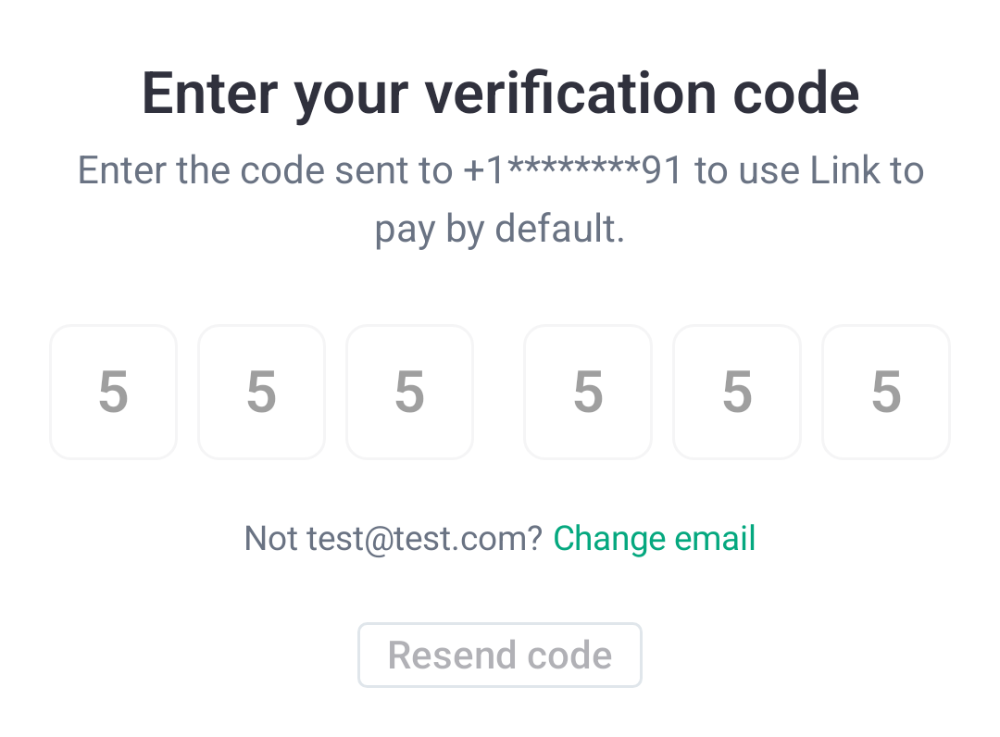 Enter your verification code
Enter the code sent to +1********91 to use Link to
pay by default.
5 5 5 5 5 5
Not test@test.com? Change email
Resend code